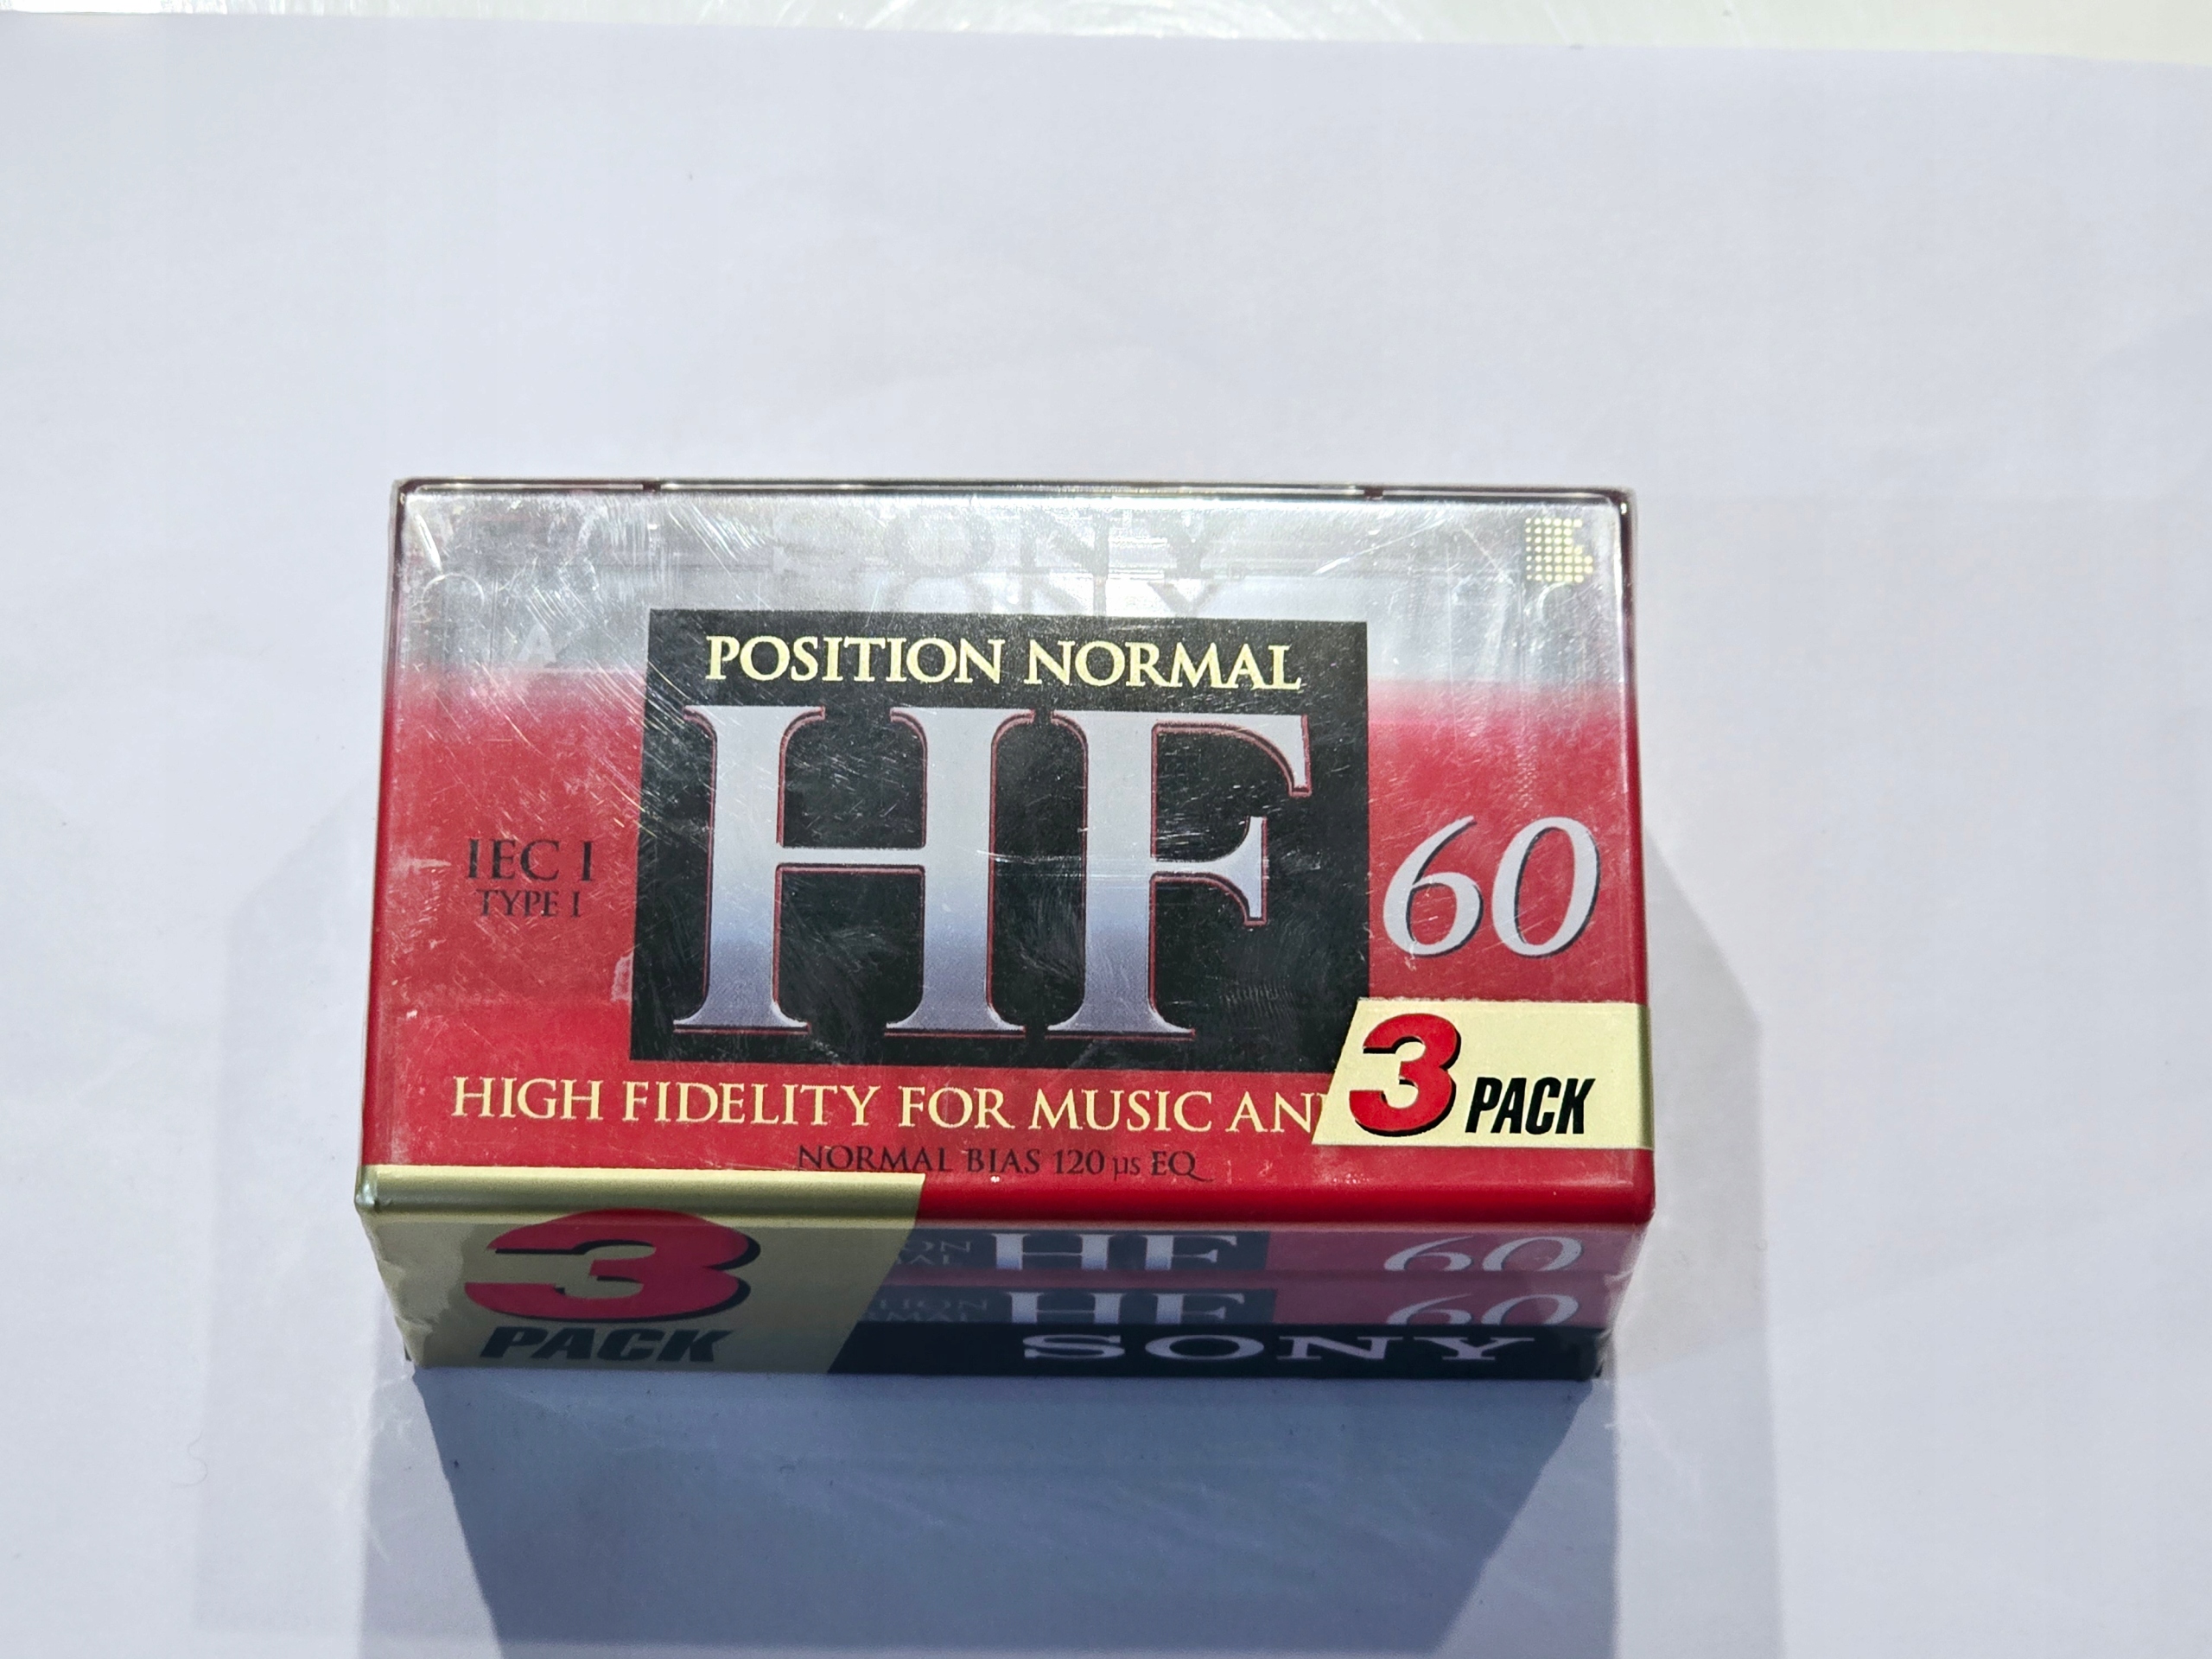 SONY
POSITION NORMAL
HF
IEC I
TYPE I
60
HIGH FIDELITY FOR MUSIC AN
3 PACK
NORMAL BIAS 120 µs EQ
3
PACK
HF 60
HF 60
SONY